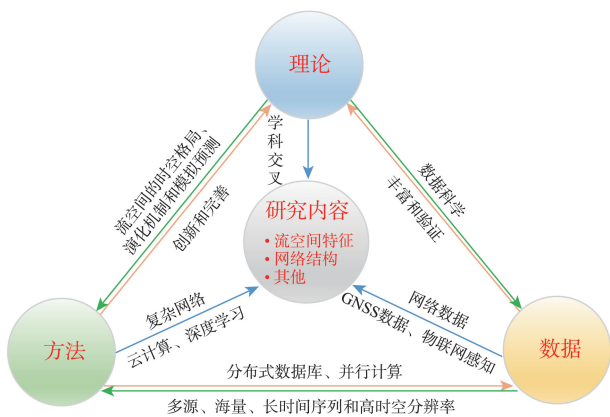 理论
学科交叉
流空间的时空格局、
演化机制和模拟预测
创新和完善
数据科学
丰富和验证
研究内容
• 流空间特征
• 网络结构
• 其他
复杂网络
云计算、深度学习
网络数据
GNSS数据、物联网感知
方法
数据
分布式数据库、并行计算
多源、海量、长时间序列和高时空分辨率